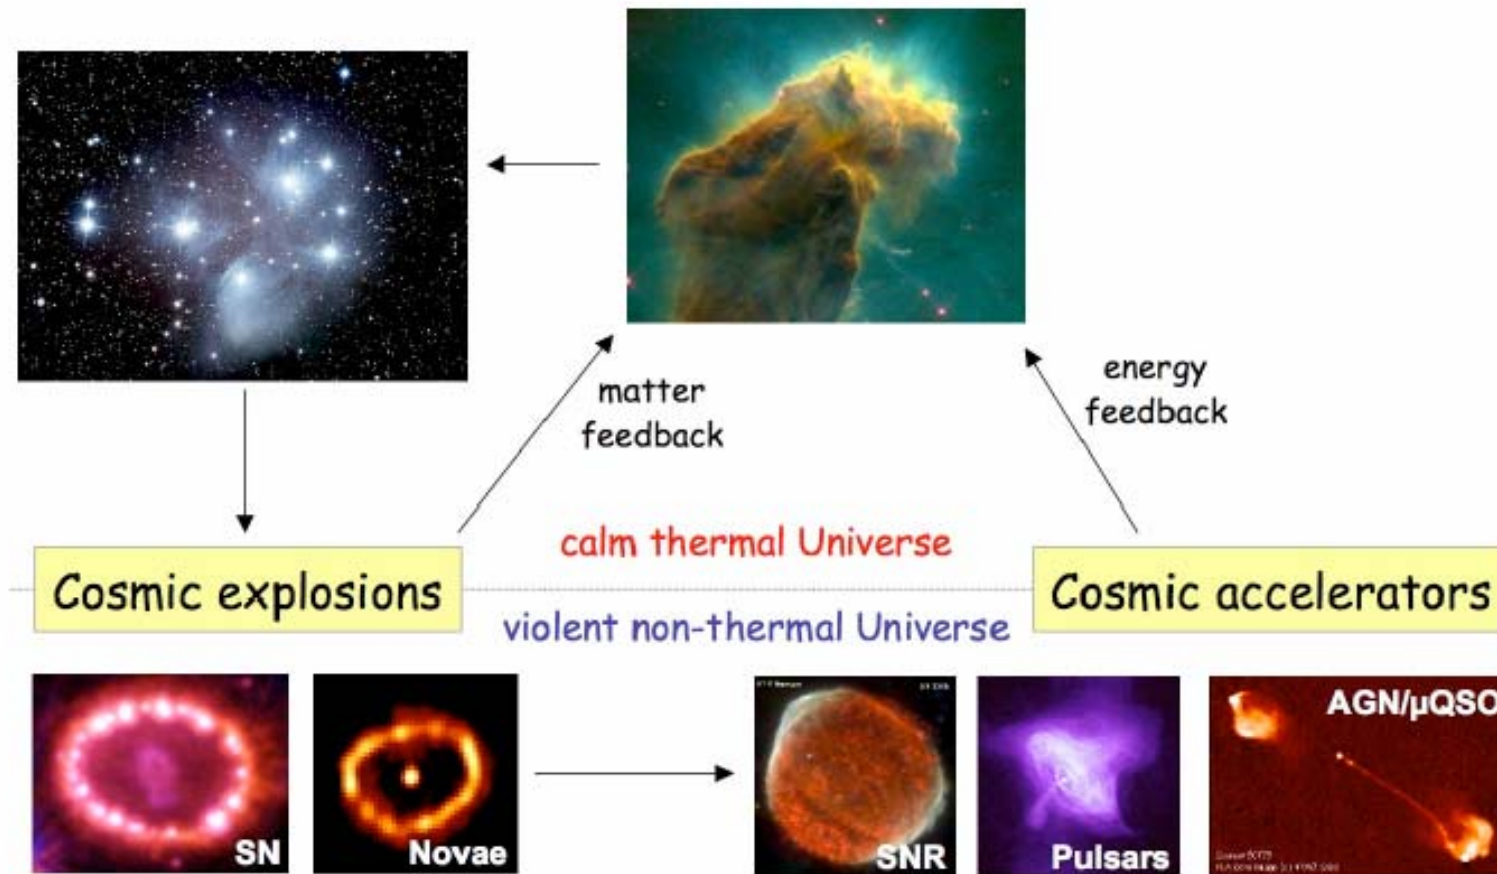 matter
feedback
energy
feedback
calm thermal Universe
Cosmic explosions
Cosmic accelerators
violent non-thermal Universe
SN
Novae
SNR
Pulsars
AGN/μQSO